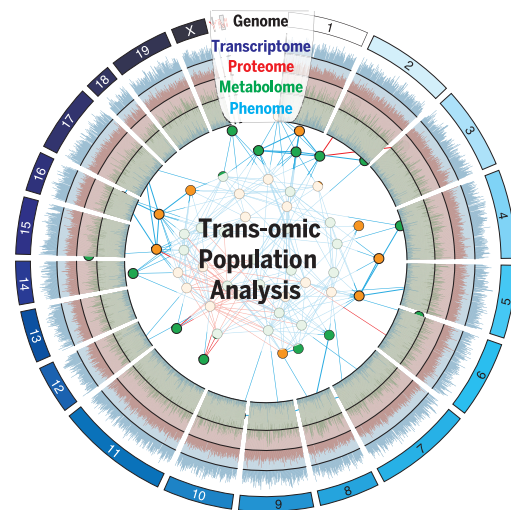 Genome
Transcriptome
Proteome
Metabolome
Phenome
1
2
3
4
5
6
7
8
9
10
11
12
13
14
15
16
17
18
19
X
Trans-omic
Population
Analysis